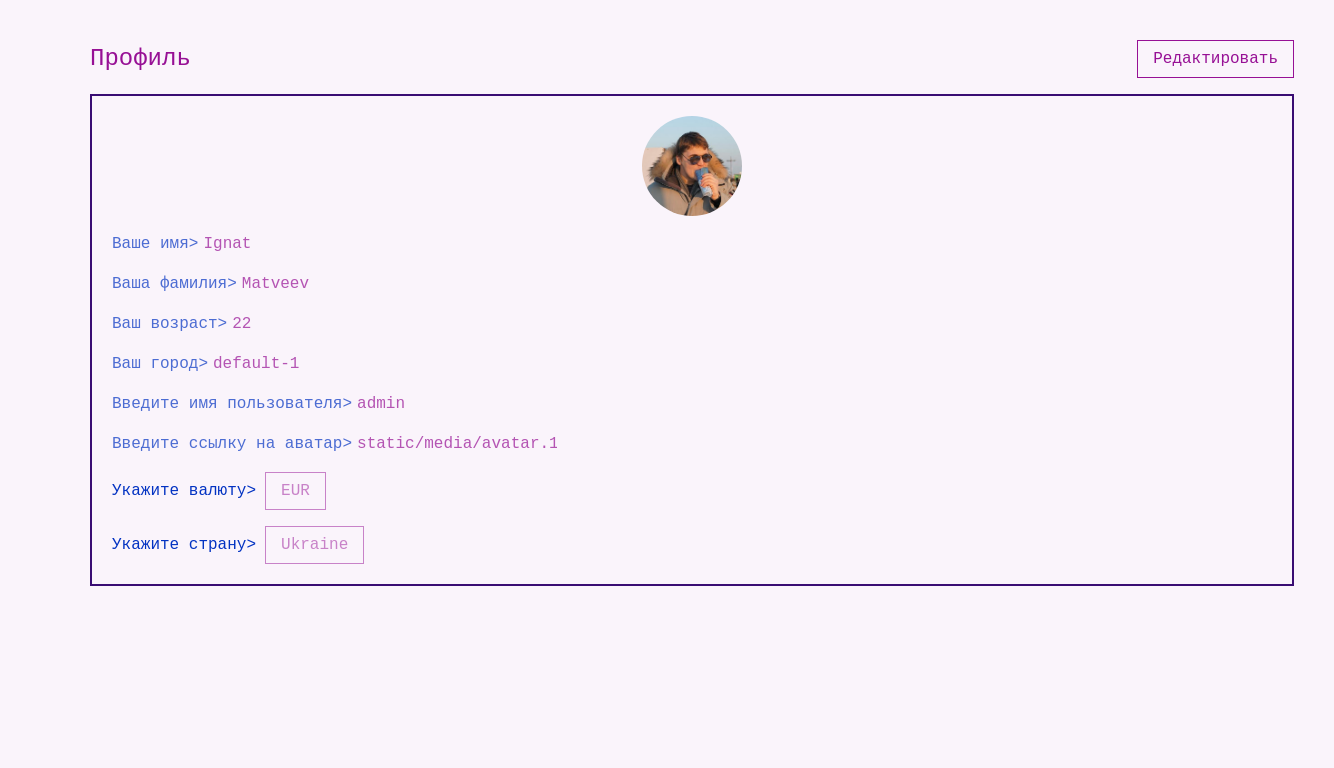 Профиль
Редактировать
Ваше имя> Ignat
Ваша фамилия> Matveev
Ваш возраст> 22
Ваш город> default-1
Введите имя пользователя> admin
Введите ссылку на аватар> static/media/avatar.1
Укажите валюту> EUR
Укажите страну> Ukraine